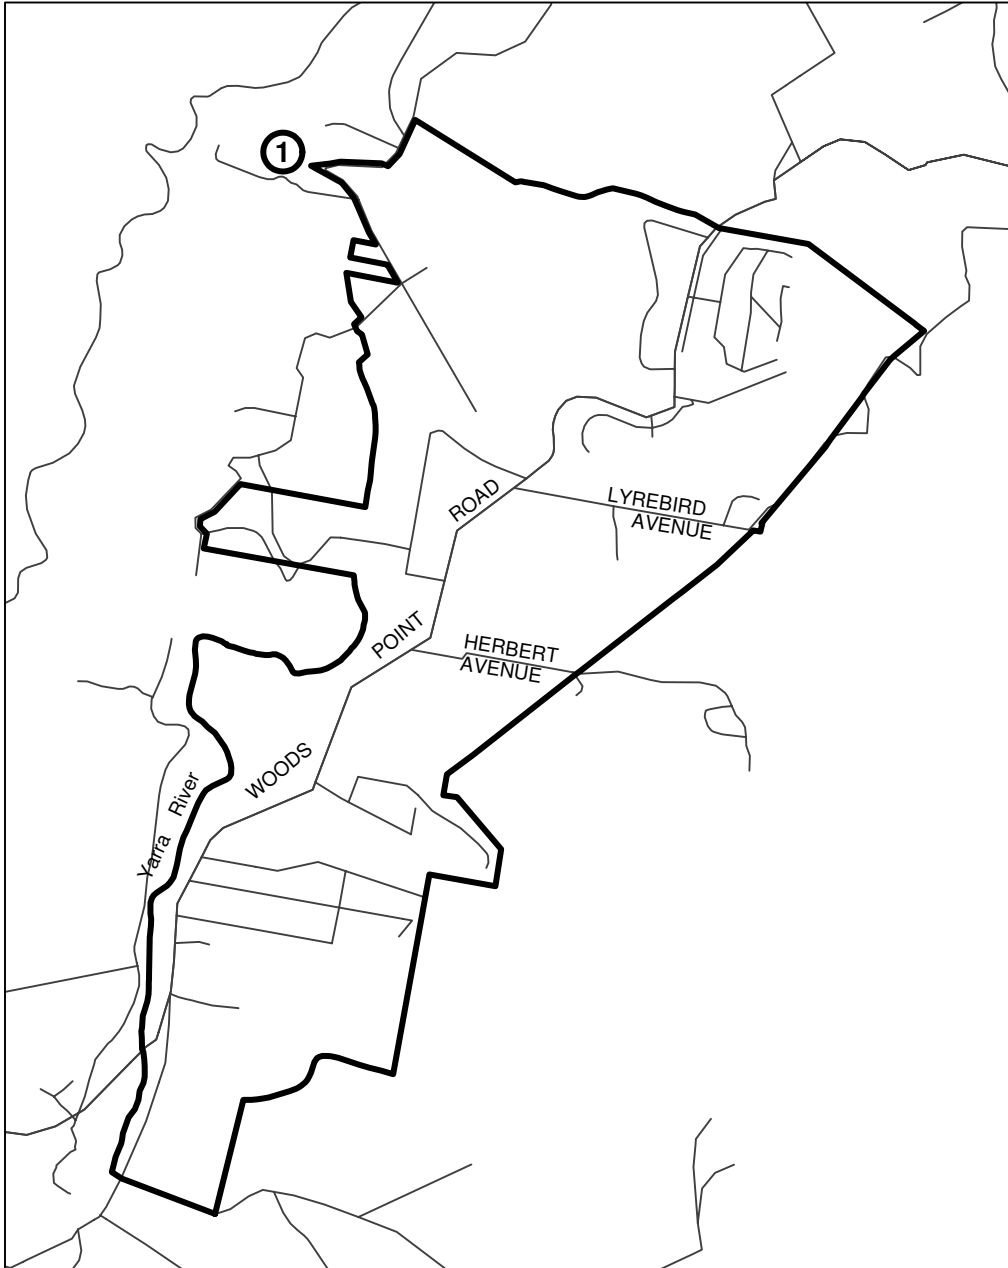 1
LYREBIRD
AVENUE
ROAD
POINT
HERBERT
AVENUE
WOODS
Yarra River